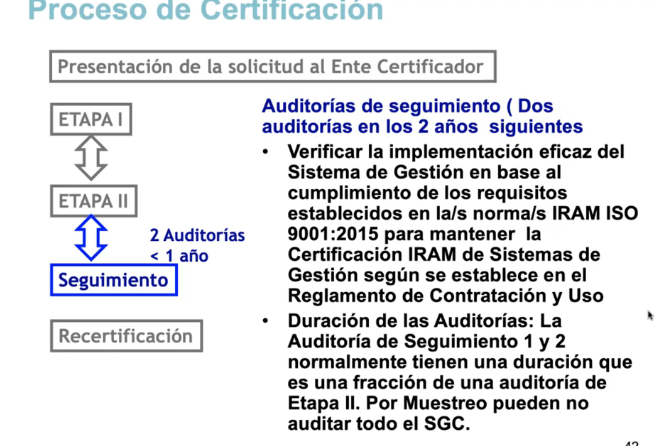 Proceso de Certificación
Presentación de la solicitud al Ente Certificador
ETAPA I
ETAPA II
2 Auditorías
< 1 año
Seguimiento
Recertificación
Auditorías de seguimiento ( Dos
auditorías en los 2 años siguientes
• Verificar la implementación eficaz del
Sistema de Gestión en base al
cumplimiento de los requisitos
establecidos en la/s norma/s IRAM ISO
9001:2015 para mantener la
Certificación IRAM de Sistemas de
Gestión según se establece en el
Reglamento de Contratación y Uso
• Duración de las Auditorías: La
Auditoría de Seguimiento 1 y 2
normalmente tienen una duración que
es una fracción de una auditoría de
Etapa II. Por Muestreo pueden no
auditar todo el SGC.